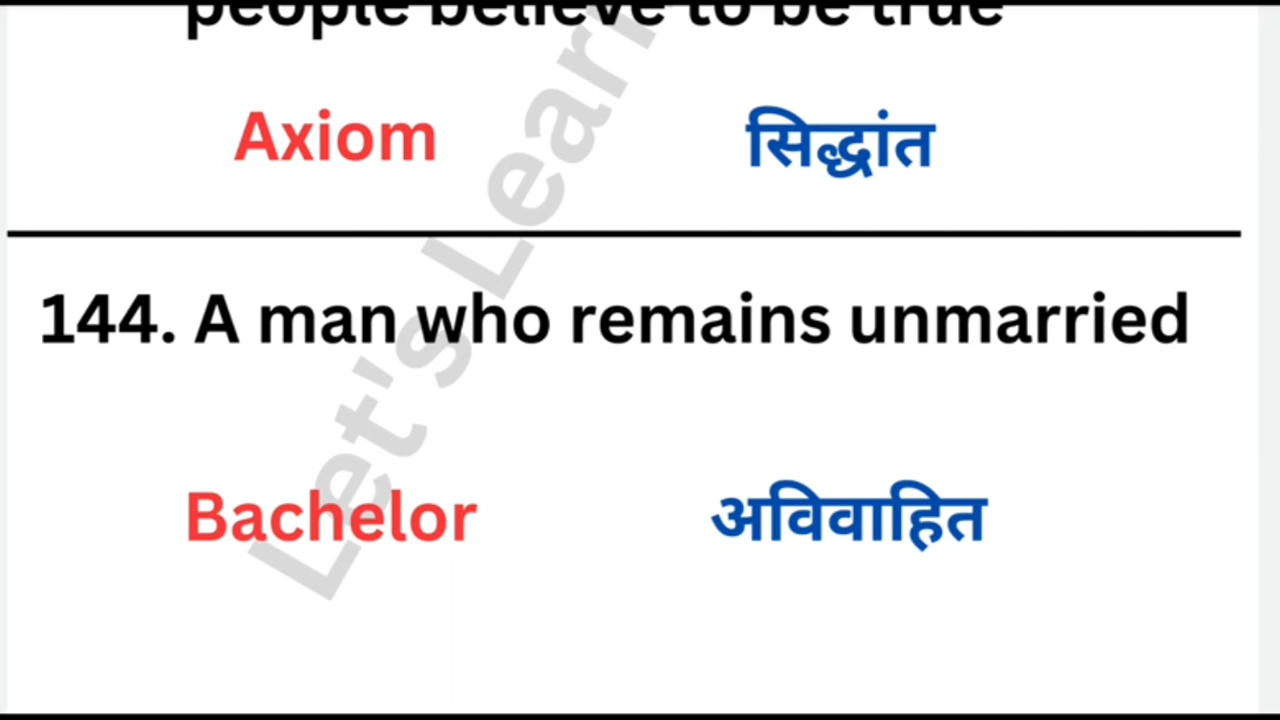 people believe to be true
Axiom सिद्धांत
144. A man who remains unmarried
Bachelor अविवाहित
Let's Learn